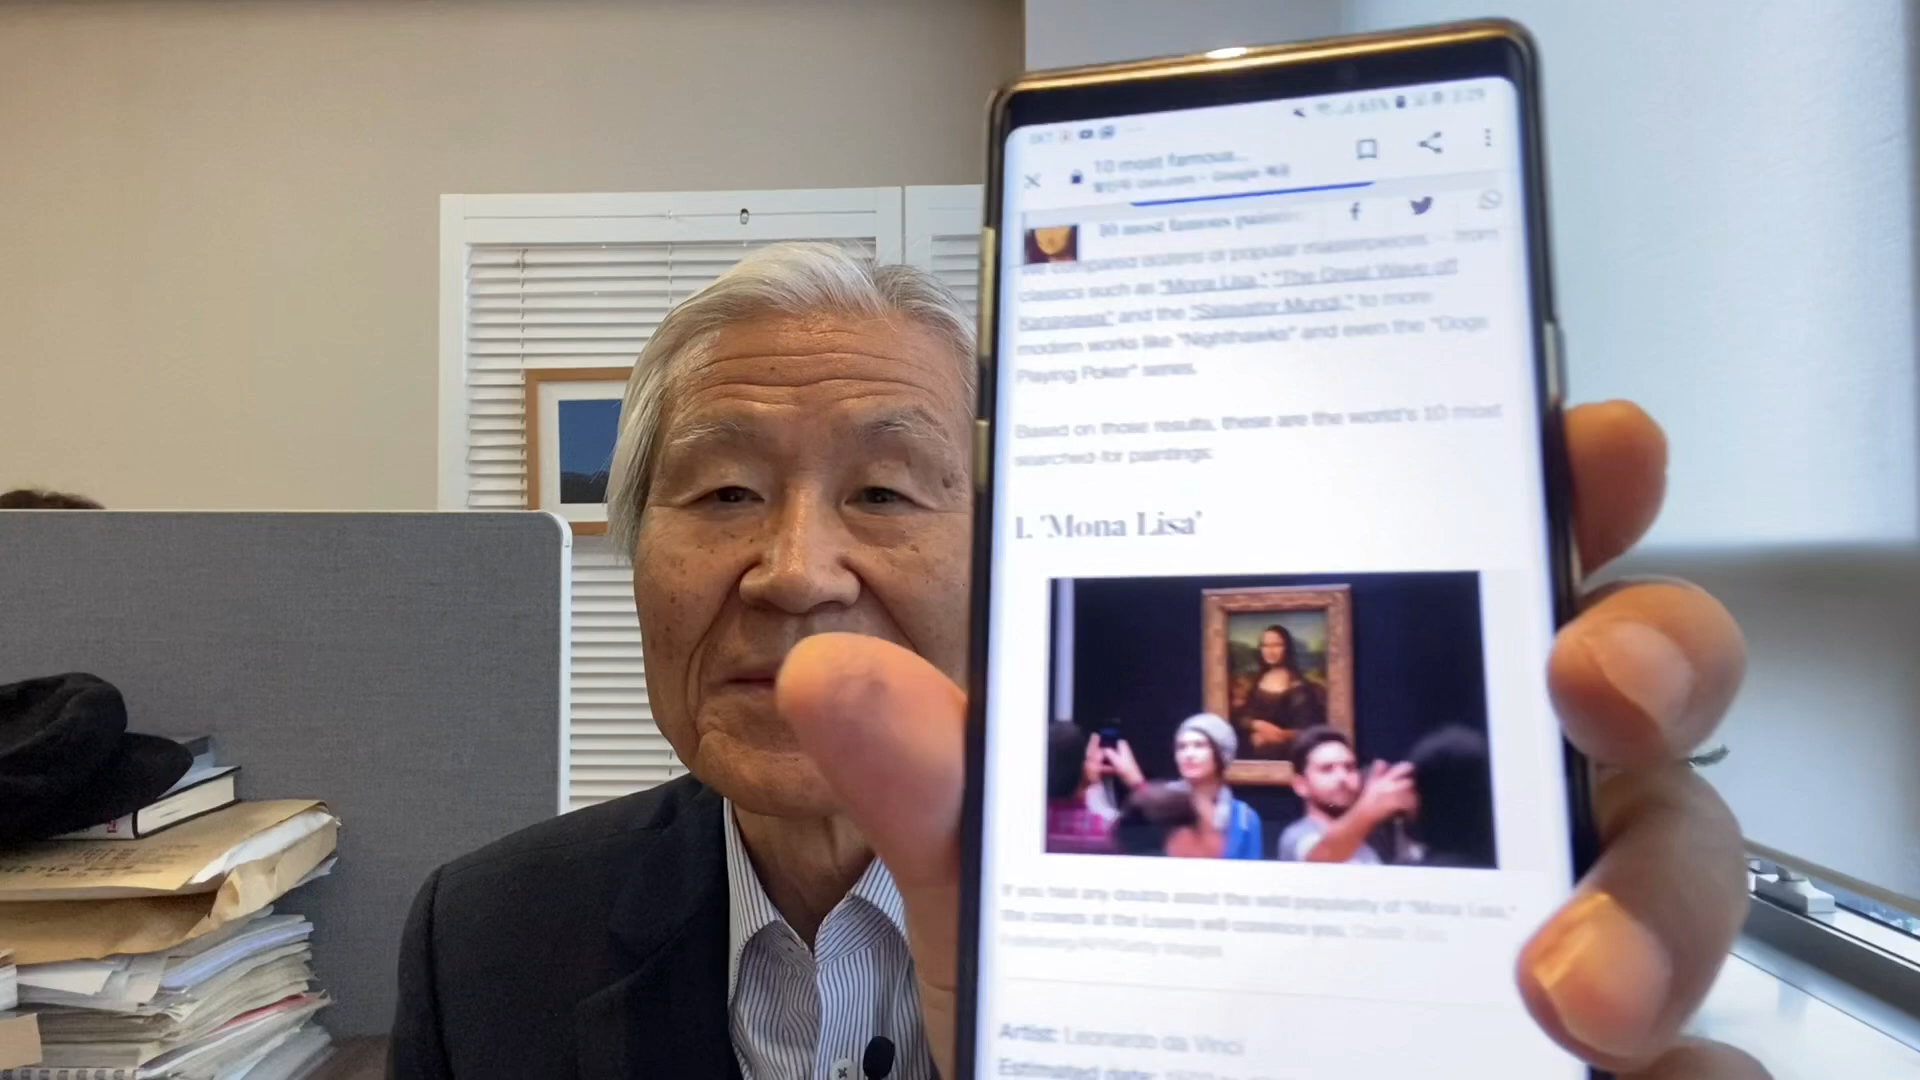 10 most famous...
10 most famous
We compared dozens of popular masterpieces -- from
classics such as "Mona Lisa," "The Great Wave off
Kanagawa" and the "Salvator Mundi," to more
modern works like "Nighthawks" and even the "Dogs
Playing Poker" series.
Based on those results, these are the world's 10 most
searched-for paintings:
1. 'Mona Lisa'
If you had any doubts about the wild popularity of "Mona Lisa,"
the crowds at the Louvre will convince you. Credit:
Images
Artist: Leonardo da Vinci
Estimated date: